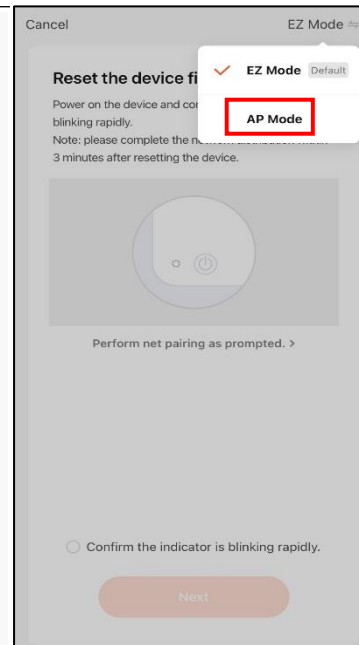 Cancel
EZ Mode
EZ Mode Default
AP Mode
Reset the device fi
Power on the device and con
blinking rapidly.
Note: please complete the
3 minutes after resetting the device.
Perform net pairing as prompted. >
Confirm the indicator is blinking rapidly.
Next